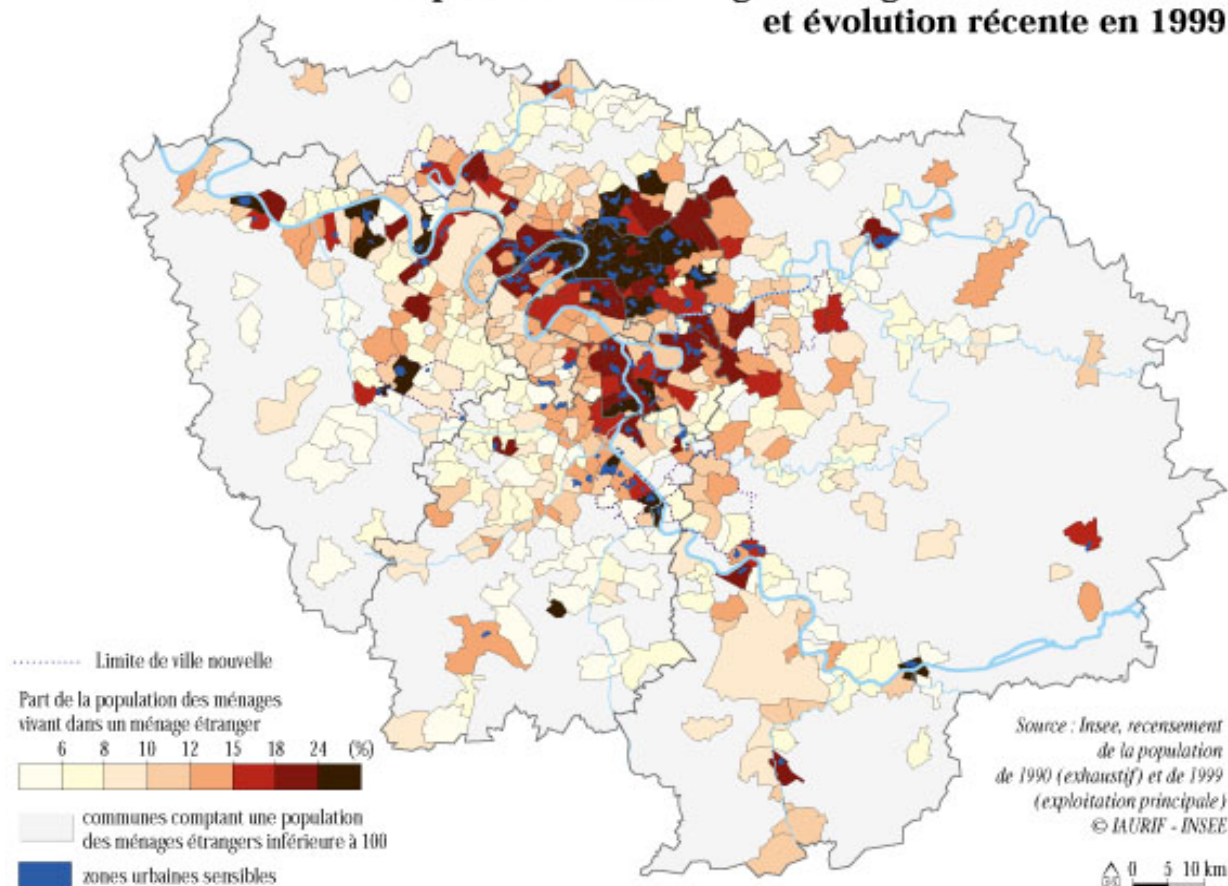 et évolution récente en 1999
Limite de ville nouvelle
Part de la population des ménages
vivant dans un ménage étranger
6 8 10 12 15 18 24 (%)
communes comptant une population
des ménages étrangers inférieure à 100
zones urbaines sensibles
Source : Insee, recensement
de la population
de 1990 (exhaustif) et de 1999
(exploitation principale)
© IAURIF - INSEE
0 5 10 km